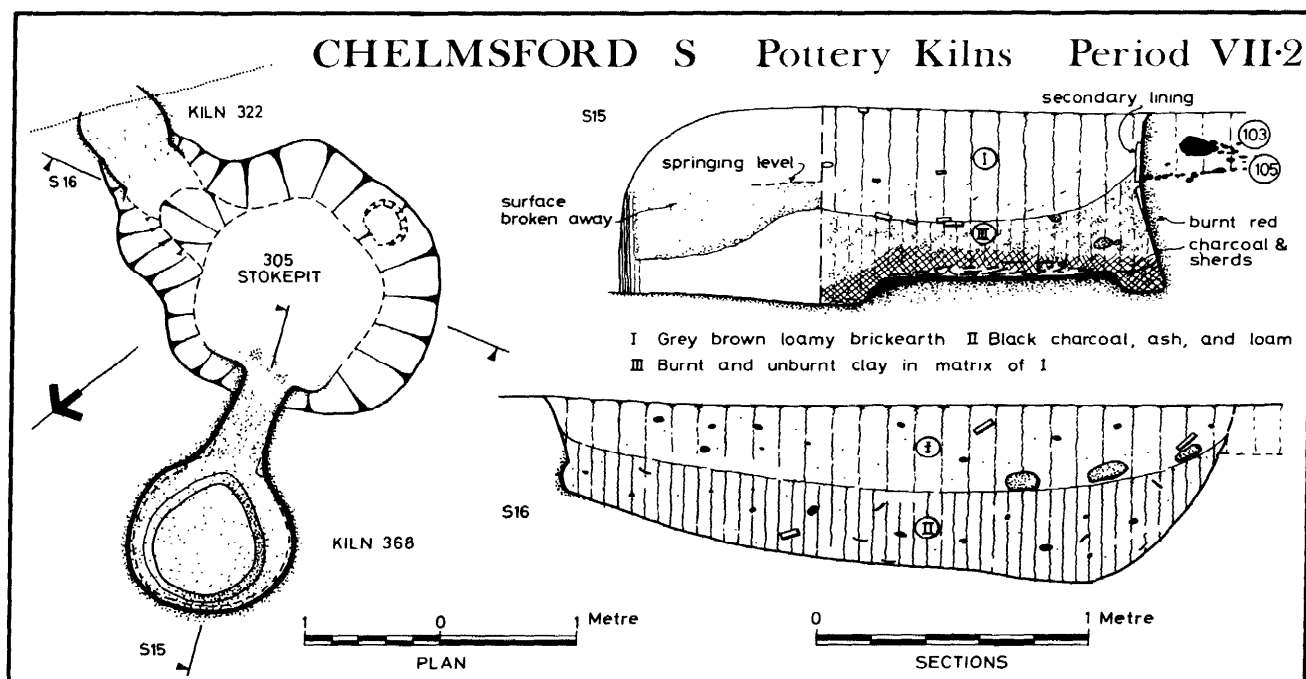 CHELMSFORD S Pottery Kilns Period VII·2
KILN 322
S16
305
STOKEPIT
KILN 368
S15
S15
secondary lining
103
105
I
springing level
surface
broken away
III
burnt red
charcoal &
sherds
I Grey brown loamy brickearth II Black charcoal, ash, and loam
III Burnt and unburnt clay in matrix of 1
I
S16
II
1 0 1 Metre
PLAN
0 1 Metre
SECTIONS